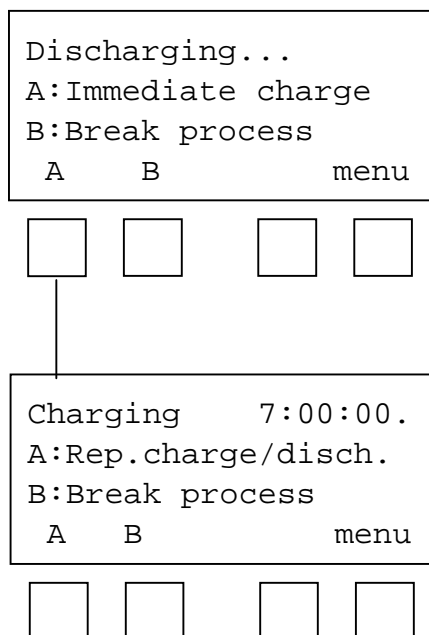 Discharging...
A:Immediate charge
B:Break process
A B menu
Charging 7:00:00.
A:Rep.charge/disch.
B:Break process
A B menu